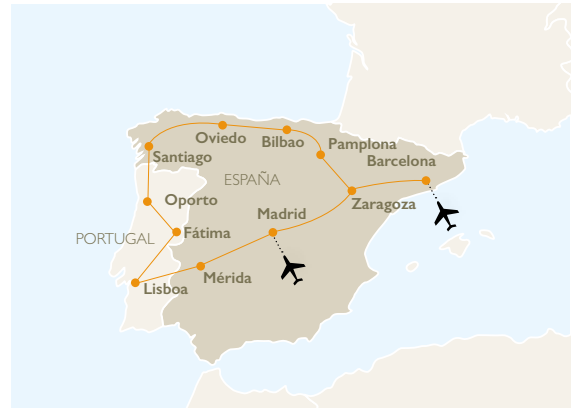 Oviedo
Bilbao
Santiago
Pamplona
Barcelona
ESPAÑA
Oporto
Zaragoza
Madrid
PORTUGAL
Fátima
Mérida
Lisboa